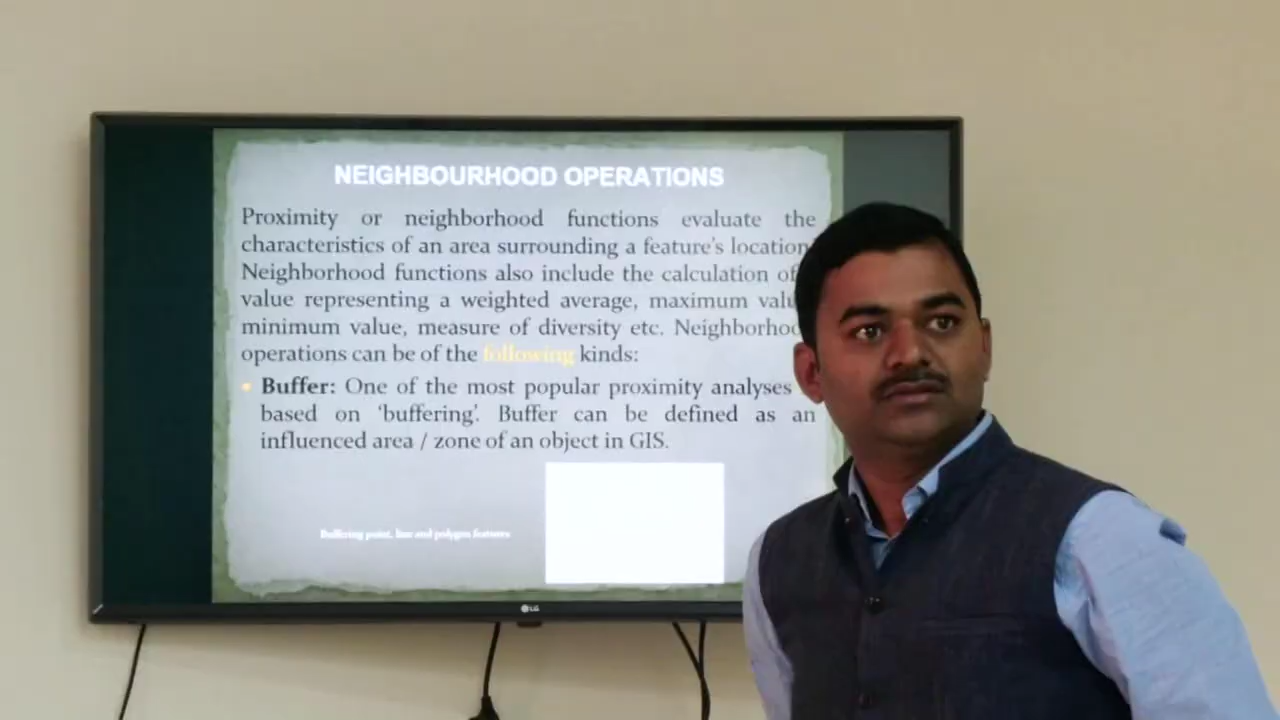 NEIGHBOURHOOD OPERATIONS
Proximity or neighborhood functions evaluate the
characteristics of an area surrounding a feature's location
Neighborhood functions also include the calculation of
value representing a weighted average, maximum valu
minimum value, measure of diversity etc. Neighborhoo
operations can be of the following kinds:
• Buffer: One of the most popular proximity analyses
based on 'buffering'. Buffer can be defined as an
influenced area / zone of an object in GIS.
Buffering point, line and polygon features
LG